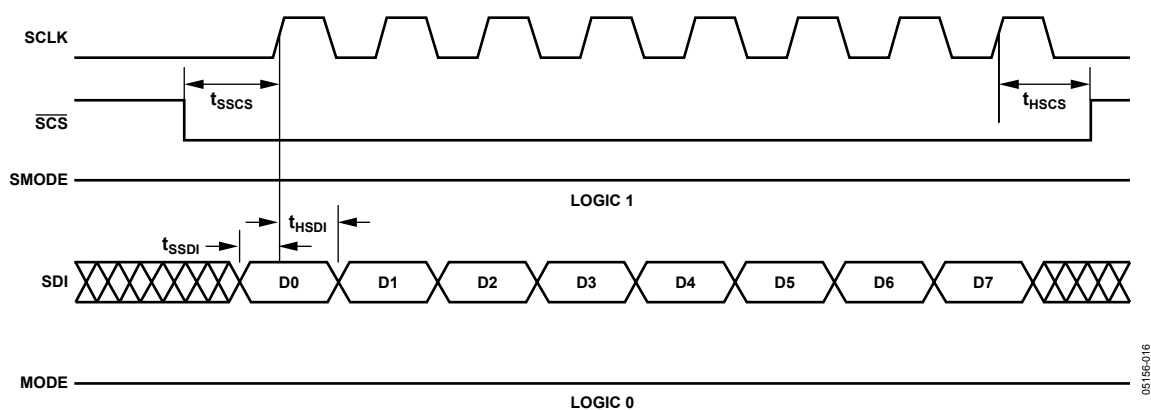 SCLK
tSSCS
tHSCS
SCS
SMODE
LOGIC 1
tHSDI
tSSDI
SDI
D0 D1 D2 D3 D4 D5 D6 D7
MODE
LOGIC 0
05156-016